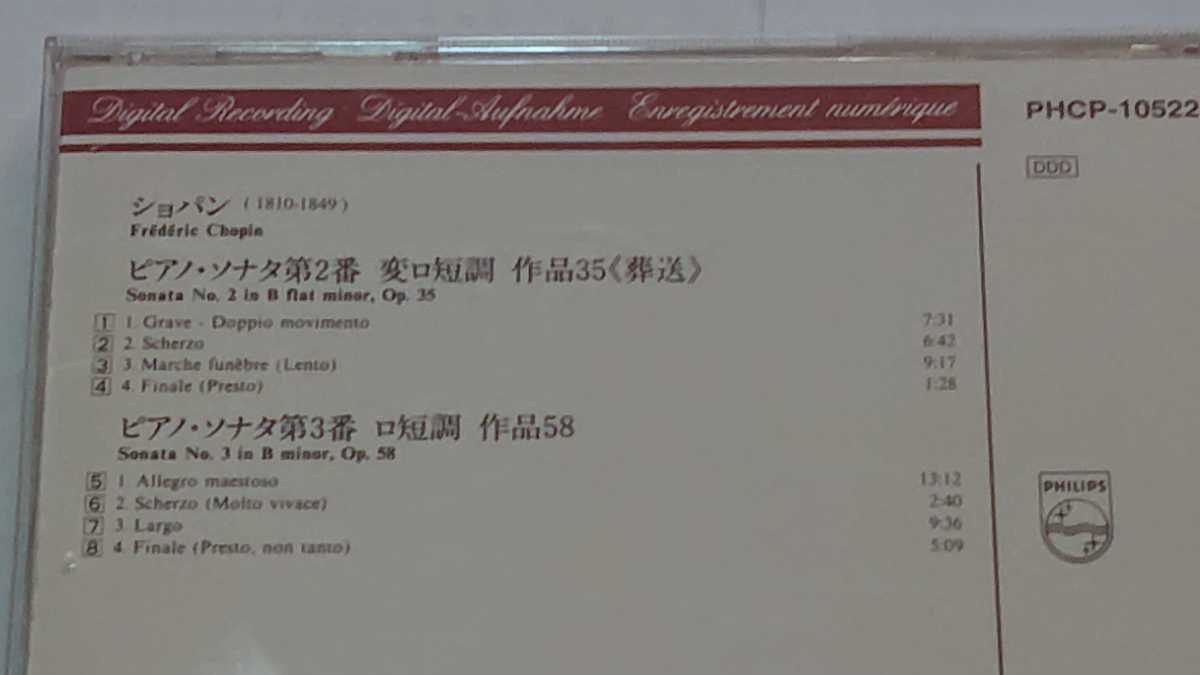 Digital Recording Digital-Aufnahme Enregistrement numérique
PHCP-10522
DDD
ショパン (1810-1849)
Frédéric Chopin
ピアノ・ソナタ第2番 変ロ短調 作品35《葬送》
Sonata No. 2 in B flat minor, Op. 35
1 1. Grave - Doppio movimento 7:31
2 2. Scherzo 6:42
3 3. Marche funèbre (Lento) 9:17
4 4. Finale (Presto) 1:28
ピアノ・ソナタ第3番 ロ短調 作品58
Sonata No. 3 in B minor, Op. 58
5 1. Allegro maestoso 13:12
6 2. Scherzo (Molto vivace) 2:40
7 3. Largo 9:36
8 4. Finale (Presto, non tanto) 5:09
PHILIPS